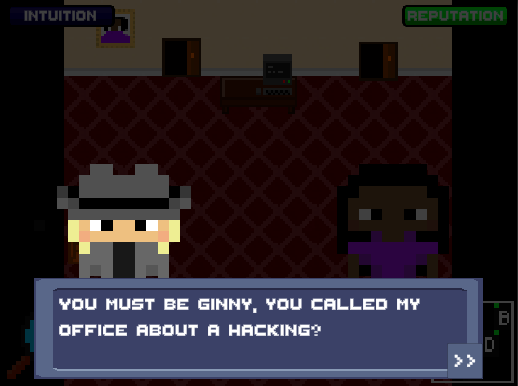 INTUITION
REPUTATION
YOU MUST BE GINNY, YOU CALLED MY
OFFICE ABOUT A HACKING?
>>
B
D